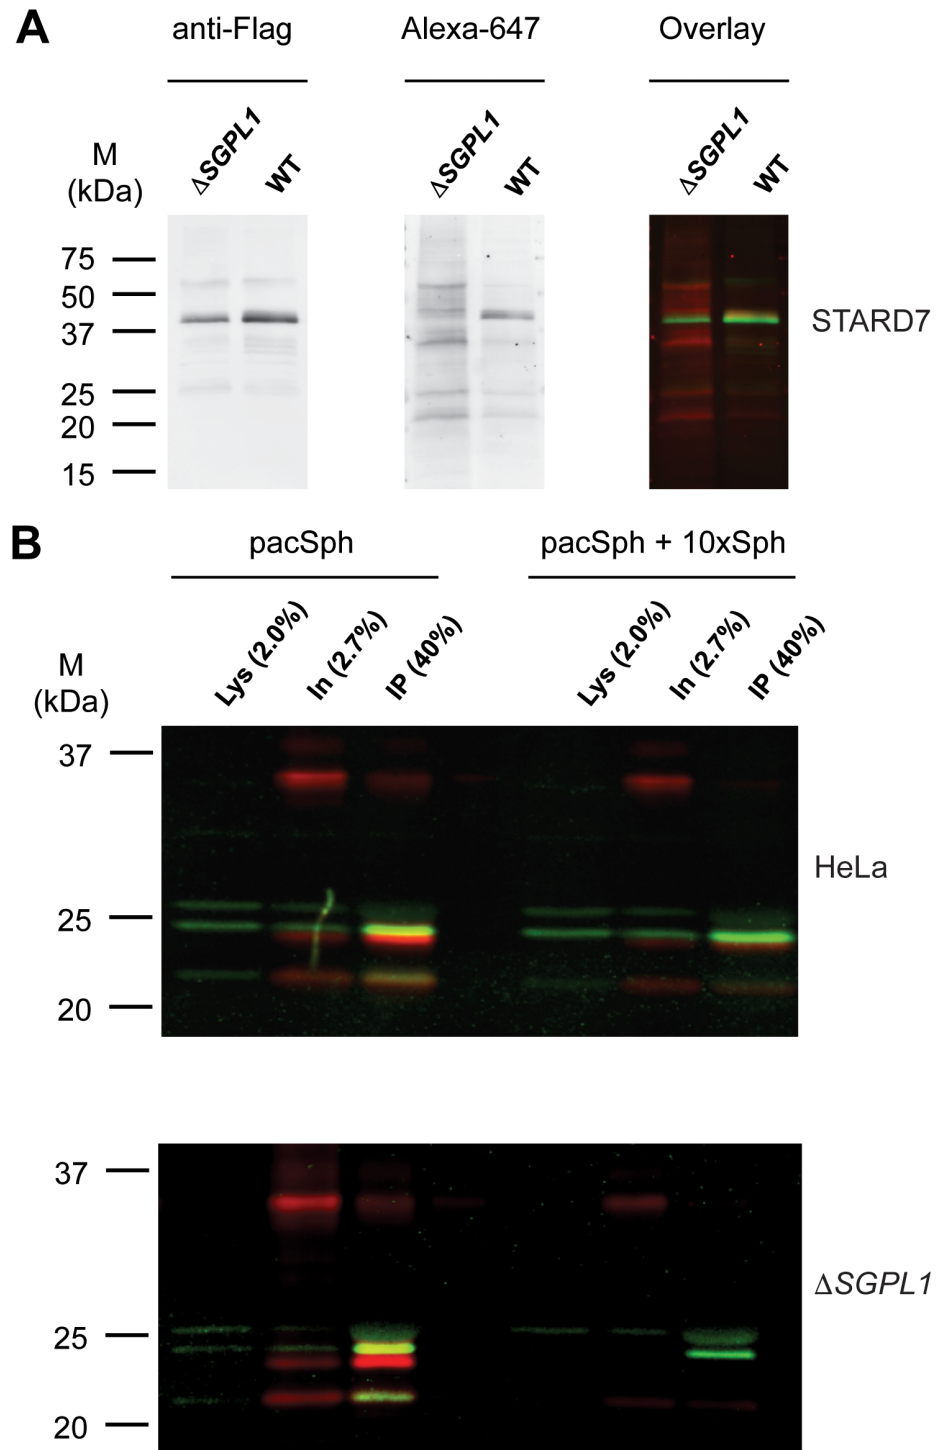 A
anti-Flag Alexa-647 Overlay
M
(kDa)
ΔSGPL1 WT ΔSGPL1 WT ΔSGPL1 WT
75
50
37
25
20
15
STARD7
B
pacSph pacSph + 10xSph
M
(kDa)
Lys (2.0%) In (2.7%) IP (40%) Lys (2.0%) In (2.7%) IP (40%)
37
25
20
HeLa
37
25
20
ΔSGPL1